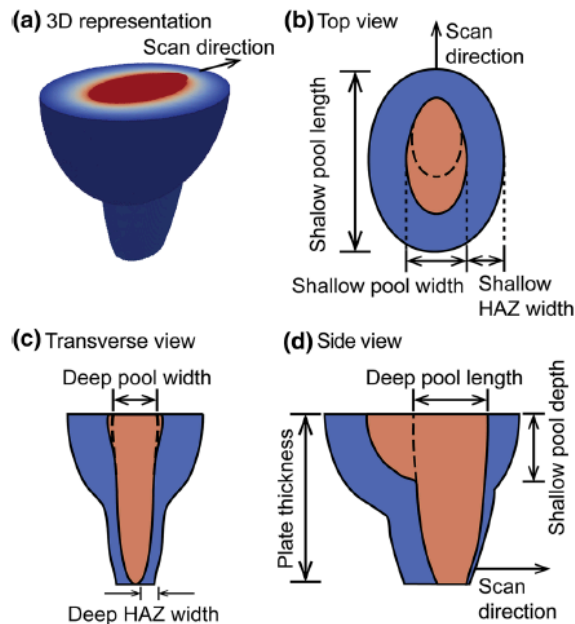 (a) 3D representation
Scan direction
(b) Top view
Scan
direction
Shalow pool length
Shallow pool width
Shallow
HAZ width
(c) Transverse view
Deep pool width
Deep HAZ width
(d) Side view
Deep pool length
Plate thickness
Shallow pool depth
Scan
direction